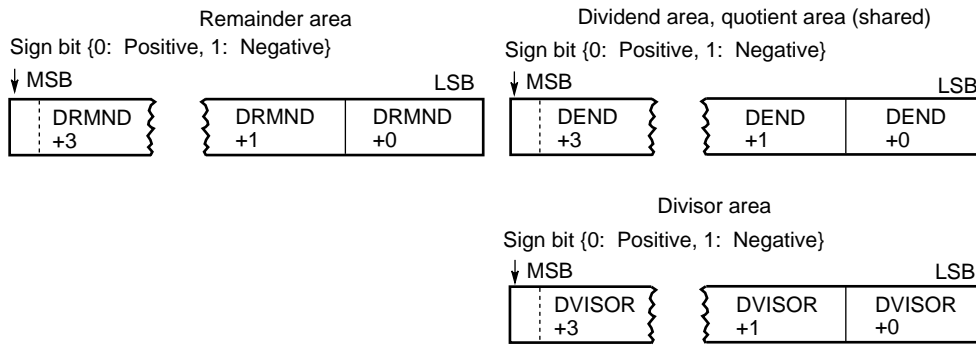 Remainder area
Sign bit {0: Positive, 1: Negative}
MSB
LSB
DRMND +3
DRMND +1
DRMND +0
Dividend area, quotient area (shared)
Sign bit {0: Positive, 1: Negative}
MSB
LSB
DEND +3
DEND +1
DEND +0
Divisor area
Sign bit {0: Positive, 1: Negative}
MSB
LSB
DVISOR +3
DVISOR +1
DVISOR +0